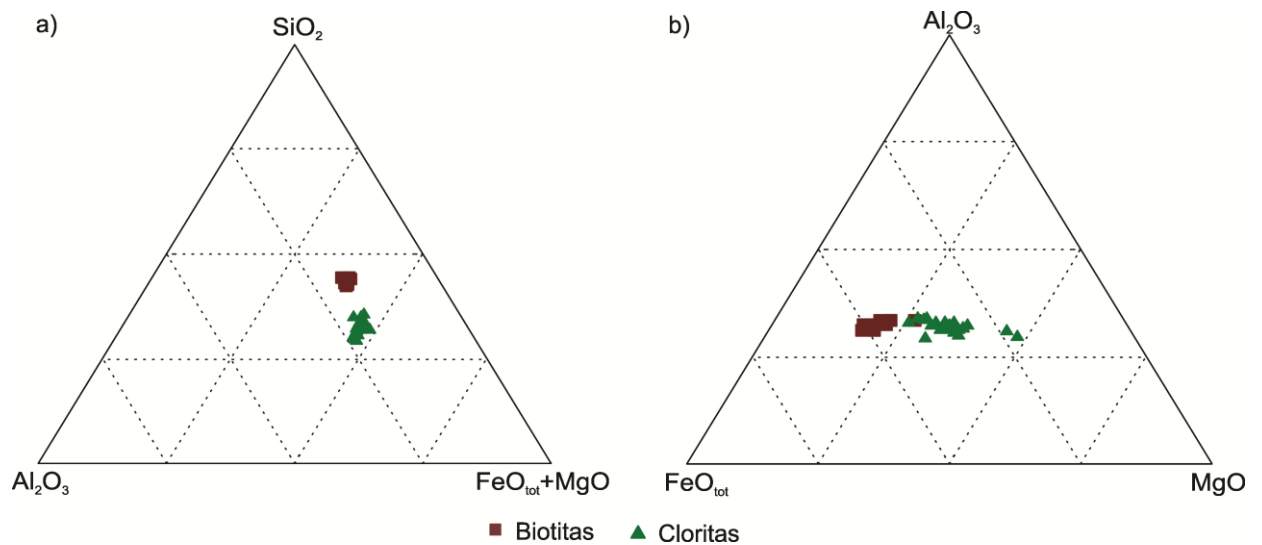 a)
SiO₂
Al₂O₃
FeOₜₒₜ+MgO
b)
Al₂O₃
FeOₜₒₜ
MgO
Biotitas
Cloritas